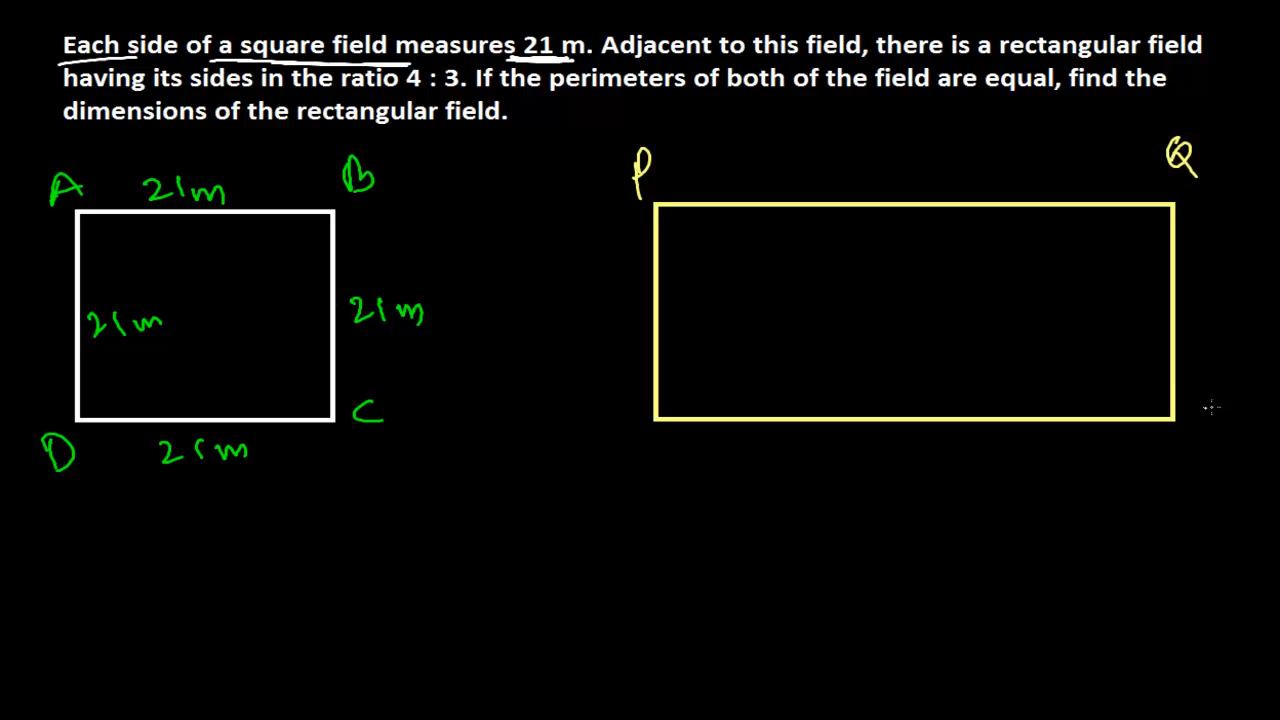 Each side of a square field measures 21 m. Adjacent to this field, there is a rectangular field
having its sides in the ratio 4 : 3. If the perimeters of both of the field are equal, find the
dimensions of the rectangular field.
A 21m B P Q
21m 21m
D 21m C